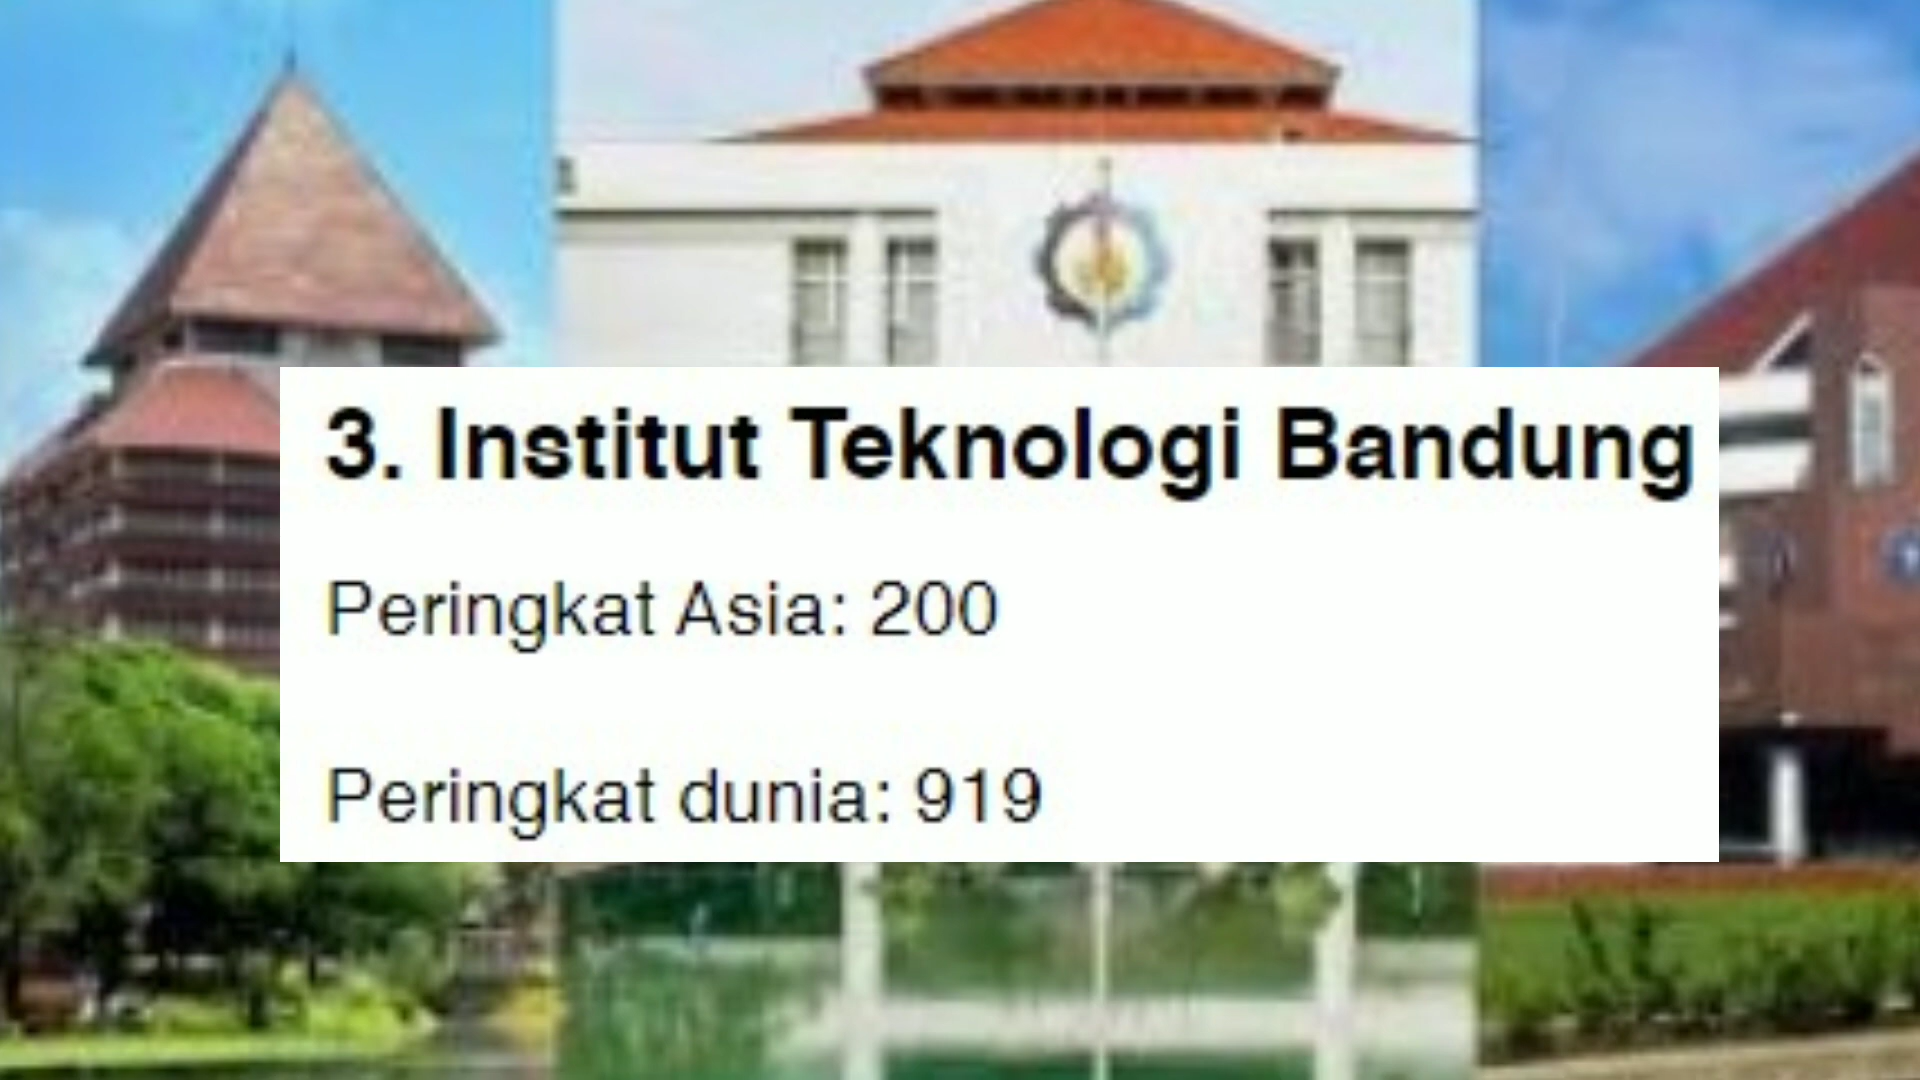 3. Institut Teknologi Bandung
Peringkat Asia: 200
Peringkat dunia: 919